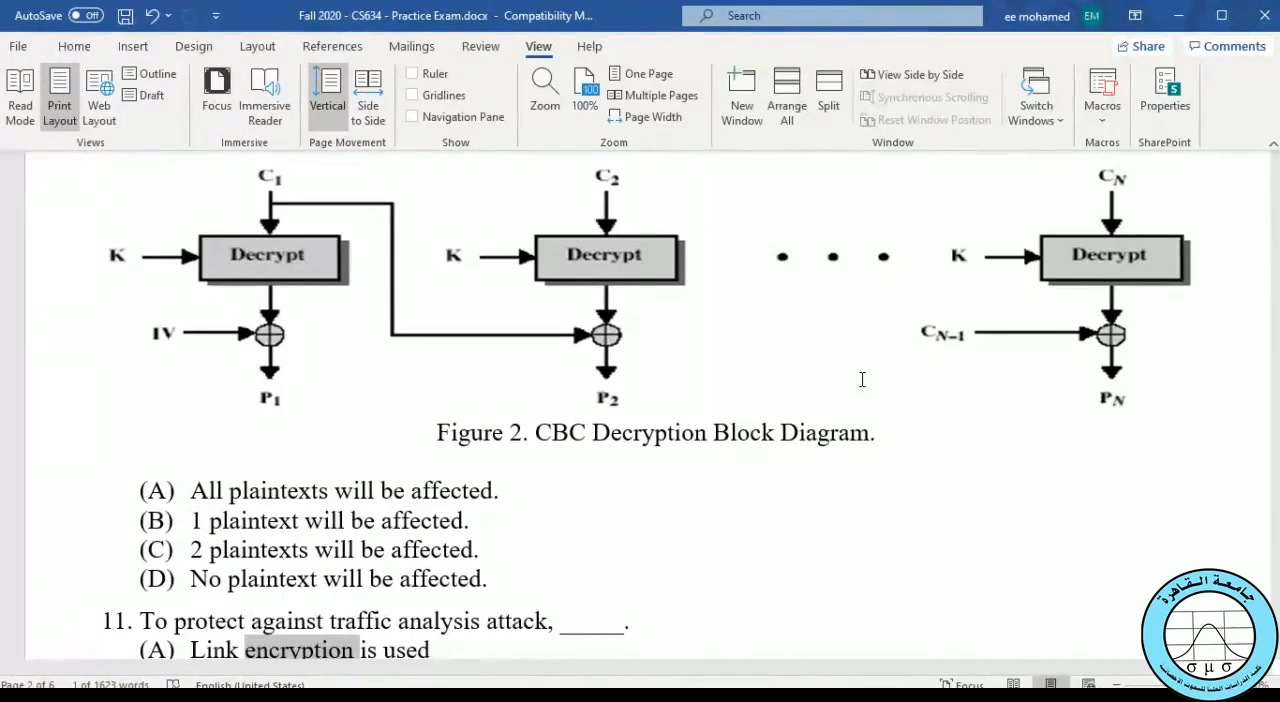 AutoSave Off Fall 2020 - CS634 - Practice Exam.docx - Compatibility M... Search ee mohamed EM
File Home Insert Design Layout References Mailings Review View Help Share Comments
Read Mode
Print Layout
Web Layout
Outline
Draft
Views
Focus
Immersive Reader
Immersive
Vertical
Side to Side
Page Movement
Ruler
Gridlines
Navigation Pane
Show
Zoom
100%
One Page
Multiple Pages
Page Width
Zoom
New Window
Arrange All
Split
View Side by Side
Synchronous Scrolling
Reset Window Position
Switch Windows
Window
Macros
Macros
Properties
SharePoint
C1 C2 CN
K Decrypt K Decrypt • • • K Decrypt
IV CN-1
P1 P2 PN
Figure 2. CBC Decryption Block Diagram.
(A) All plaintexts will be affected.
(B) 1 plaintext will be affected.
(C) 2 plaintexts will be affected.
(D) No plaintext will be affected.
11. To protect against traffic analysis attack, _____.
(A) Link encryption is used
جامعة القاهرة
σ μ σ
Page 2 of 6 1 of 1623 words English (United States) Focus